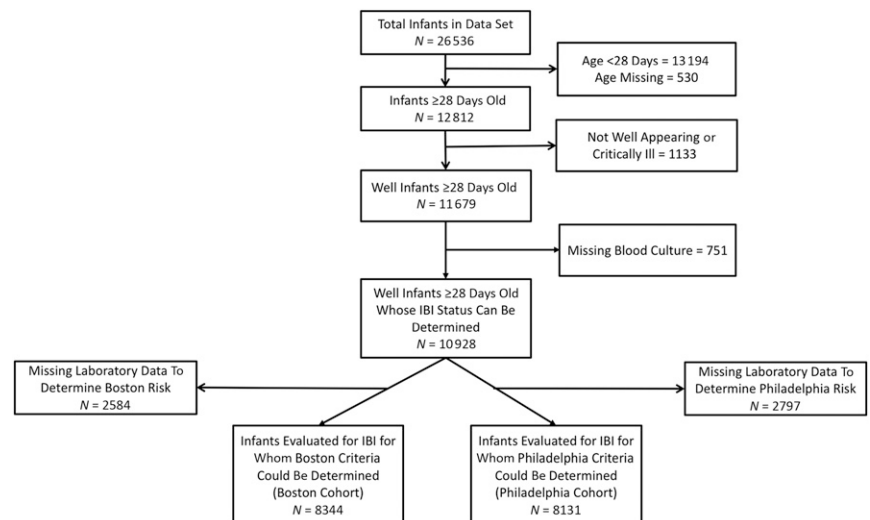 Total Infants in Data Set
N = 26536
Age <28 Days = 13194
Age Missing = 530
Infants ≥28 Days Old
N = 12812
Not Well Appearing or
Critically Ill = 1133
Well Infants ≥28 Days Old
N = 11679
Missing Blood Culture = 751
Well Infants ≥28 Days Old
Whose IBI Status Can Be
Determined
N = 10928
Missing Laboratory Data To
Determine Boston Risk
N = 2584
Missing Laboratory Data To
Determine Philadelphia Risk
N = 2797
Infants Evaluated for IBI for
Whom Boston Criteria
Could Be Determined
(Boston Cohort)
N = 8344
Infants Evaluated for IBI for
Whom Philadelphia Criteria
Could Be Determined
(Philadelphia Cohort)
N = 8131